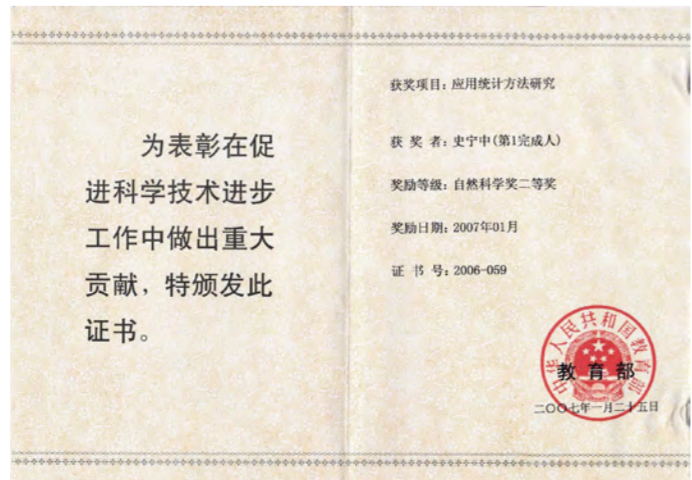 为表彰在促
进科学技术进步
工作中做出重大
贡献，特颁发此
证书。
获奖项目：应用统计方法研究
获 奖 者：史宁中(第1完成人)
奖励等级：自然科学奖二等奖
奖励日期：2007年01月
证 书 号：2006-059
中华人民共和国教育部
教育部
二〇〇七年一月二十五日